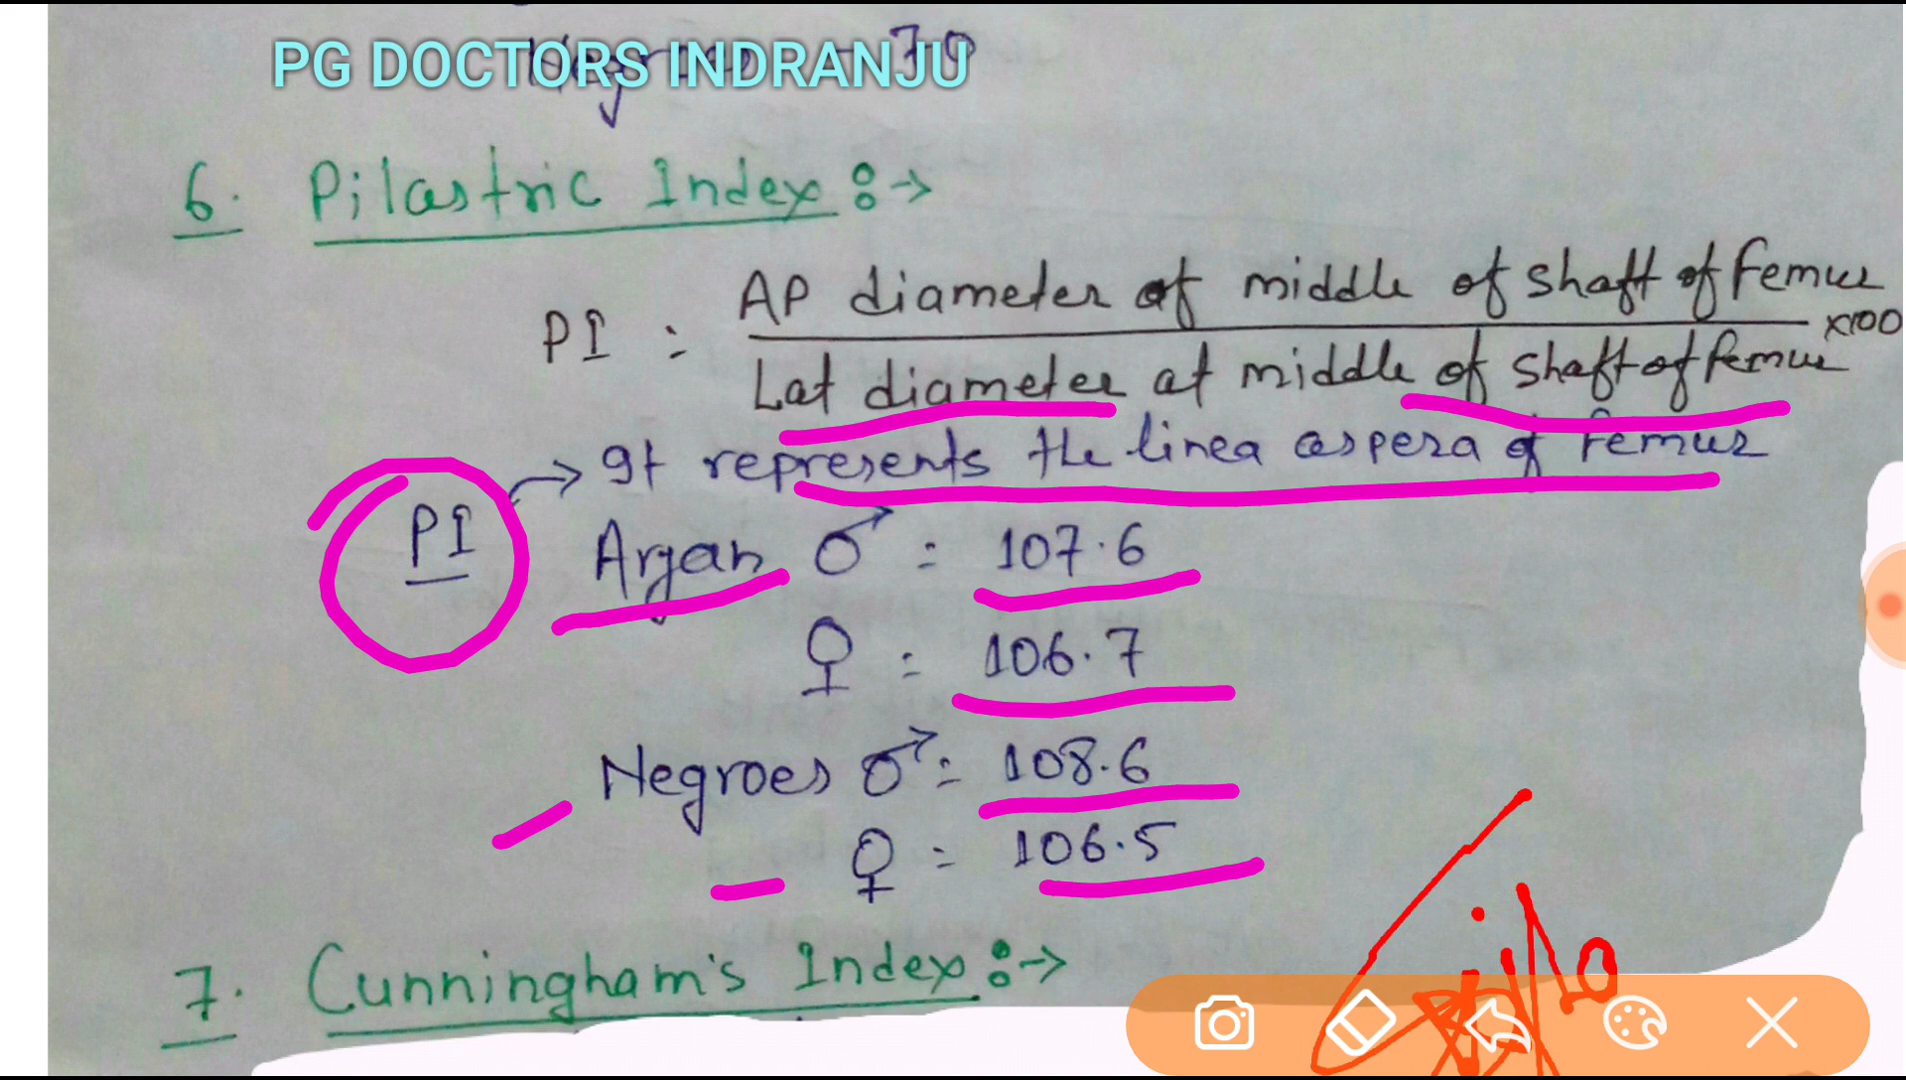 PG DOCTORS INDRANJU
70
6. Pilastric Index :→
PI = AP diameter at middle of shaft of femur
x100
Lat diameter at middle of shaft of femur
→ It represents the linea aspera of Femur
PI
Aryan ♂ = 107.6
♀ = 106.7
Negroes ♂ = 108.6
♀ = 106.5
7. Cunningham's Index :→